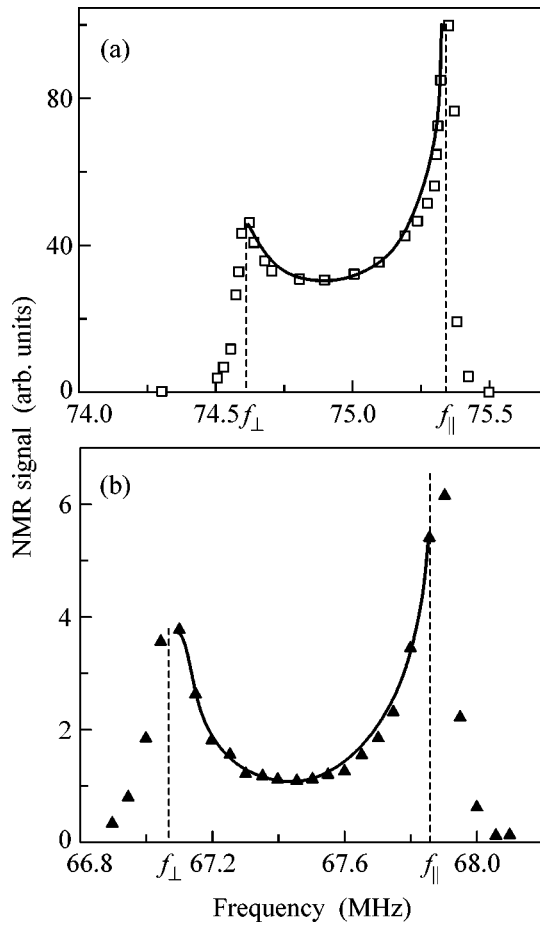 (a)
80
40
0
74.0
74.5
f⊥
75.0
f∥
75.5
NMR signal (arb. units)
(b)
6
4
2
0
66.8
f⊥
67.2
67.6
f∥
68.0
Frequency (MHz)